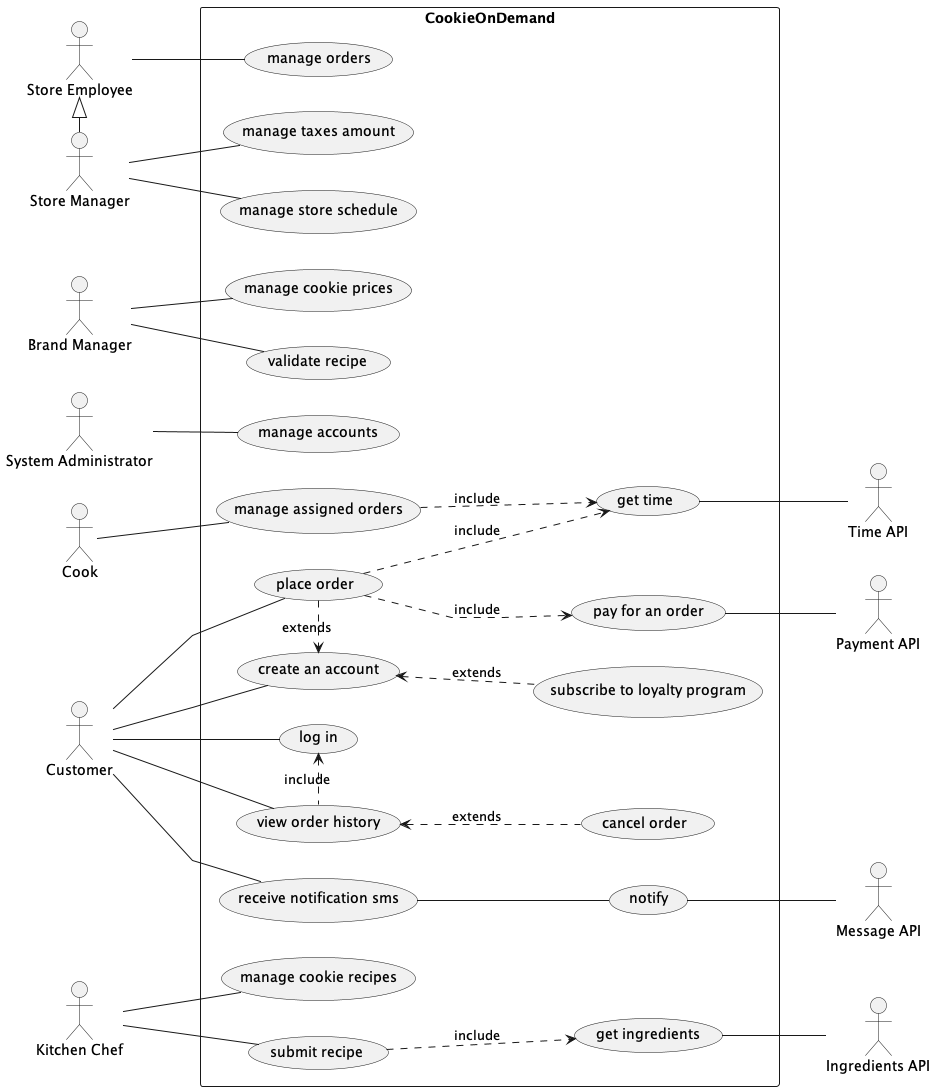 CookieOnDemand
Store Employee
manage orders
manage taxes amount
Store Manager
manage store schedule
manage cookie prices
Brand Manager
validate recipe
manage accounts
System Administrator
manage assigned orders
include
get time
Time API
include
Cook
place order
include
pay for an order
Payment API
extends
create an account
extends
subscribe to loyalty program
log in
Customer
include
view order history
extends
cancel order
receive notification sms
notify
Message API
manage cookie recipes
Kitchen Chef
submit recipe
include
get ingredients
Ingredients API